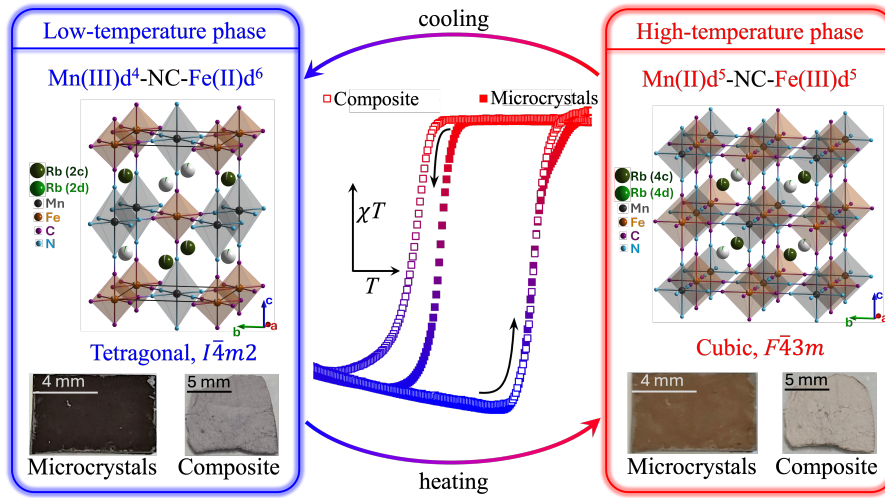 cooling
Low-temperature phase
Mn(III)d⁴-NC-Fe(II)d⁶
Rb (2c)
Rb (2d)
Mn
Fe
C
N
c
b
a
Tetragonal, I4̄m2
4 mm
5 mm
Microcrystals
Composite
Composite
Microcrystals
χT
T
High-temperature phase
Mn(II)d⁵-NC-Fe(III)d⁵
Rb (4c)
Rb (4d)
Mn
Fe
C
N
c
b
a
Cubic, F4̄3m
4 mm
5 mm
Microcrystals
Composite
heating